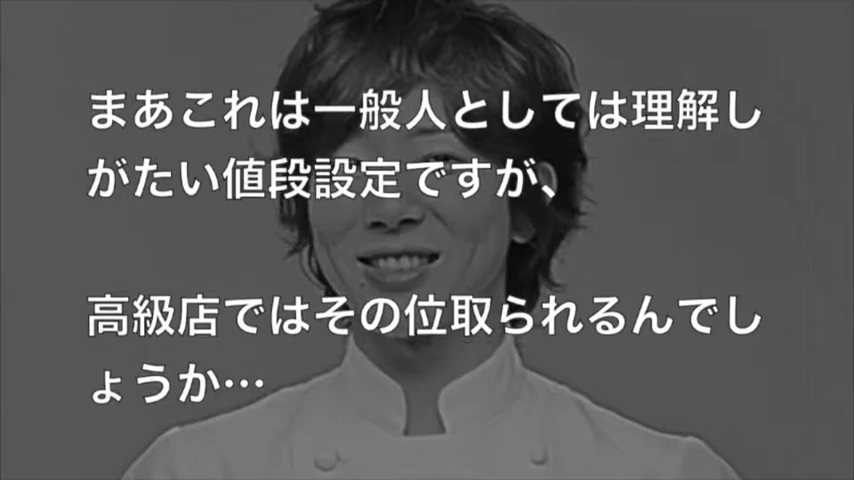 まあこれは一般人としては理解し
がたい値段設定ですが、
高級店ではその位取られるんでし
ょうか…